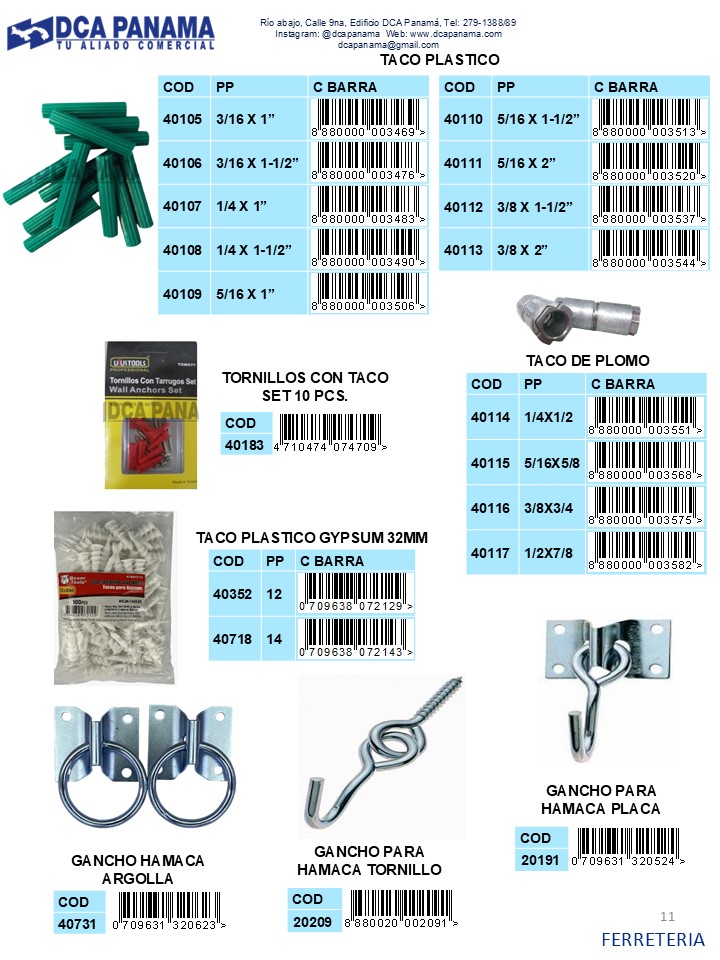 DCA PANAMA
TU ALIADO COMERCIAL
Río abajo, Calle 9na, Edificio DCA Panamá, Tel: 279-1388/89
Instagram: @dcapanama Web: www.dcapanama.com
dcapanama@gmail.com
TACO PLASTICO
COD PP C BARRA
40105 3/16 X 1” 8 880000 003469 >
40106 3/16 X 1-1/2” 8 880000 003476 >
40107 1/4 X 1” 8 880000 003483 >
40108 1/4 X 1-1/2” 8 880000 003490 >
40109 5/16 X 1” 8 880000 003506 >
COD PP C BARRA
40110 5/16 X 1-1/2” 8 880000 003513 >
40111 5/16 X 2” 8 880000 003520 >
40112 3/8 X 1-1/2” 8 880000 003537 >
40113 3/8 X 2” 8 880000 003544 >
DCA PANAMA
TACO DE PLOMO
COD PP C BARRA
40114 1/4X1/2 8 880000 003551 >
40115 5/16X5/8 8 880000 003568 >
40116 3/8X3/4 8 880000 003575 >
40117 1/2X7/8 8 880000 003582 >
UYUSTOOLS
PROFESSIONAL
Tornillos Con Tarrugos Set
Wall Anchors Set
DCA PANA
TORNILLOS CON TACO
SET 10 PCS.
COD
40183 4 710474 074709 >
TACO PLASTICO GYPSUM 32MM
COD PP C BARRA
40352 12 0 709638 072129 >
40718 14 0 709638 072143 >
100PCS
GANCHO HAMACA
ARGOLLA
COD
40731 0 709631 320623 >
GANCHO PARA
HAMACA TORNILLO
COD
20209 8 880020 002091 >
GANCHO PARA
HAMACA PLACA
COD
20191 0 709631 320524 >
11
FERRETERIA